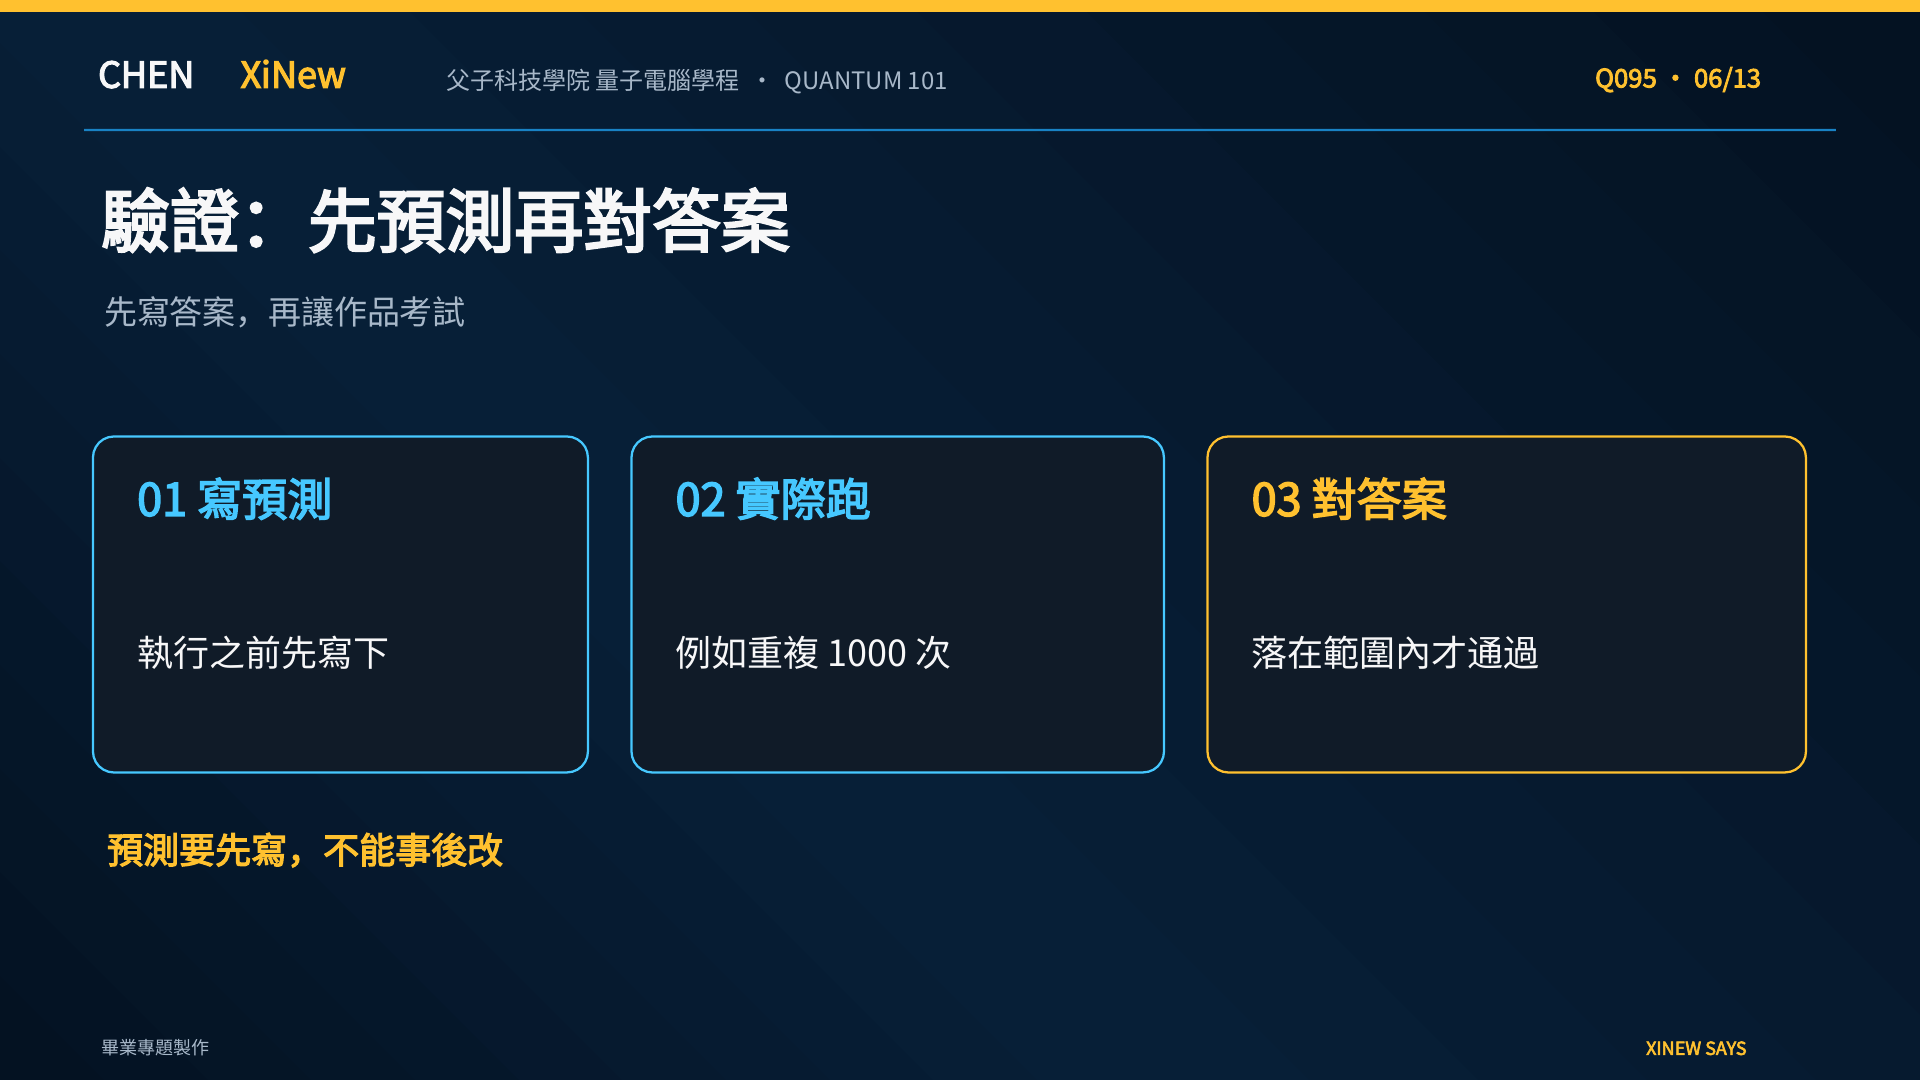 CHEN XiNew 父子科技學院 量子電腦學程 · QUANTUM 101 Q095 · 06/13
驗證：先預測再對答案
先寫答案，再讓作品考試
01 寫預測
執行之前先寫下
02 實際跑
例如重複 1000 次
03 對答案
落在範圍內才通過
預測要先寫，不能事後改
畢業專題製作
XINEW SAYS